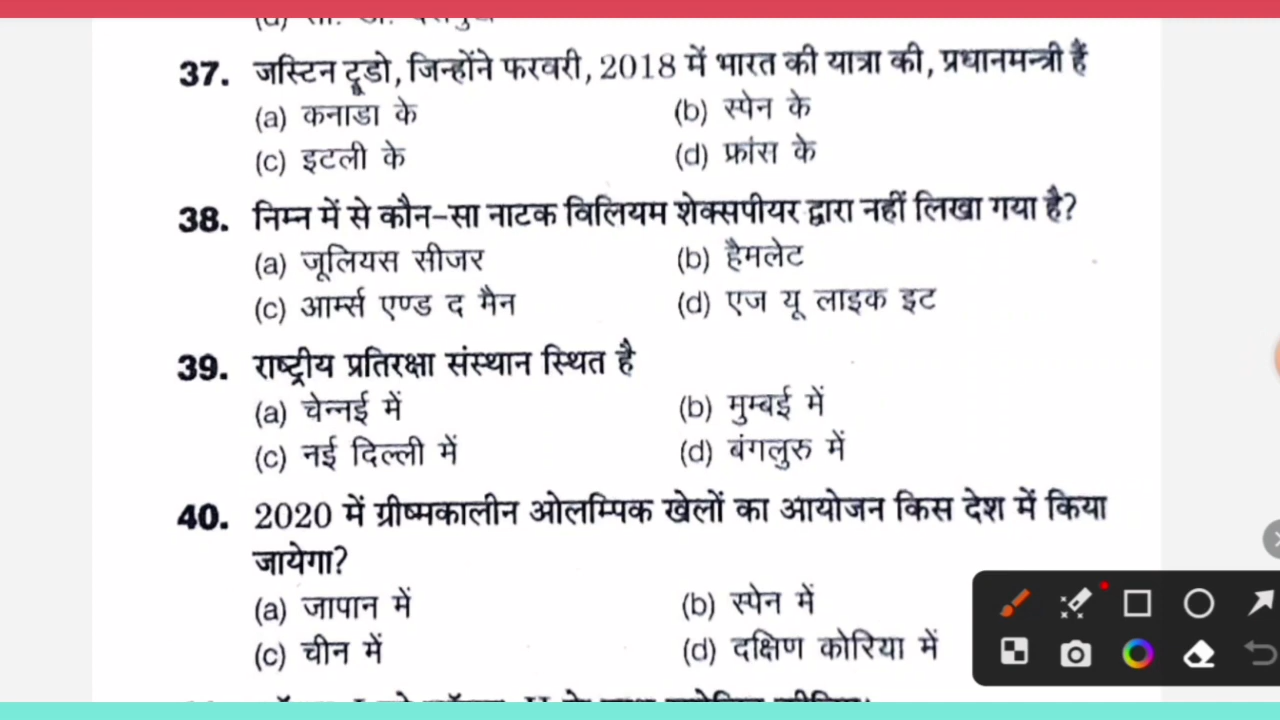 37. जस्टिन ट्रूडो, जिन्होंने फरवरी, 2018 में भारत की यात्रा की, प्रधानमन्त्री हैं
(a) कनाडा के (b) स्पेन के
(c) इटली के (d) फ्रांस के
38. निम्न में से कौन-सा नाटक विलियम शेक्सपीयर द्वारा नहीं लिखा गया है?
(a) जूलियस सीजर (b) हैमलेट
(c) आर्म्स एण्ड द मैन (d) एज यू लाइक इट
39. राष्ट्रीय प्रतिरक्षा संस्थान स्थित है
(a) चेन्नई में (b) मुम्बई में
(c) नई दिल्ली में (d) बंगलुरु में
40. 2020 में ग्रीष्मकालीन ओलम्पिक खेलों का आयोजन किस देश में किया
जायेगा?
(a) जापान में (b) स्पेन में
(c) चीन में (d) दक्षिण कोरिया में